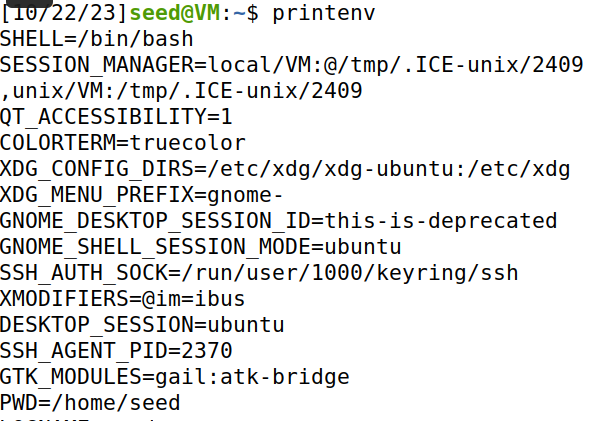 [10/22/23]seed@VM:~$ printenv
SHELL=/bin/bash
SESSION_MANAGER=local/VM:@/tmp/.ICE-unix/2409
,unix/VM:/tmp/.ICE-unix/2409
QT_ACCESSIBILITY=1
COLORTERM=truecolor
XDG_CONFIG_DIRS=/etc/xdg/xdg-ubuntu:/etc/xdg
XDG_MENU_PREFIX=gnome-
GNOME_DESKTOP_SESSION_ID=this-is-deprecated
GNOME_SHELL_SESSION_MODE=ubuntu
SSH_AUTH_SOCK=/run/user/1000/keyring/ssh
XMODIFIERS=@im=ibus
DESKTOP_SESSION=ubuntu
SSH_AGENT_PID=2370
GTK_MODULES=gail:atk-bridge
PWD=/home/seed